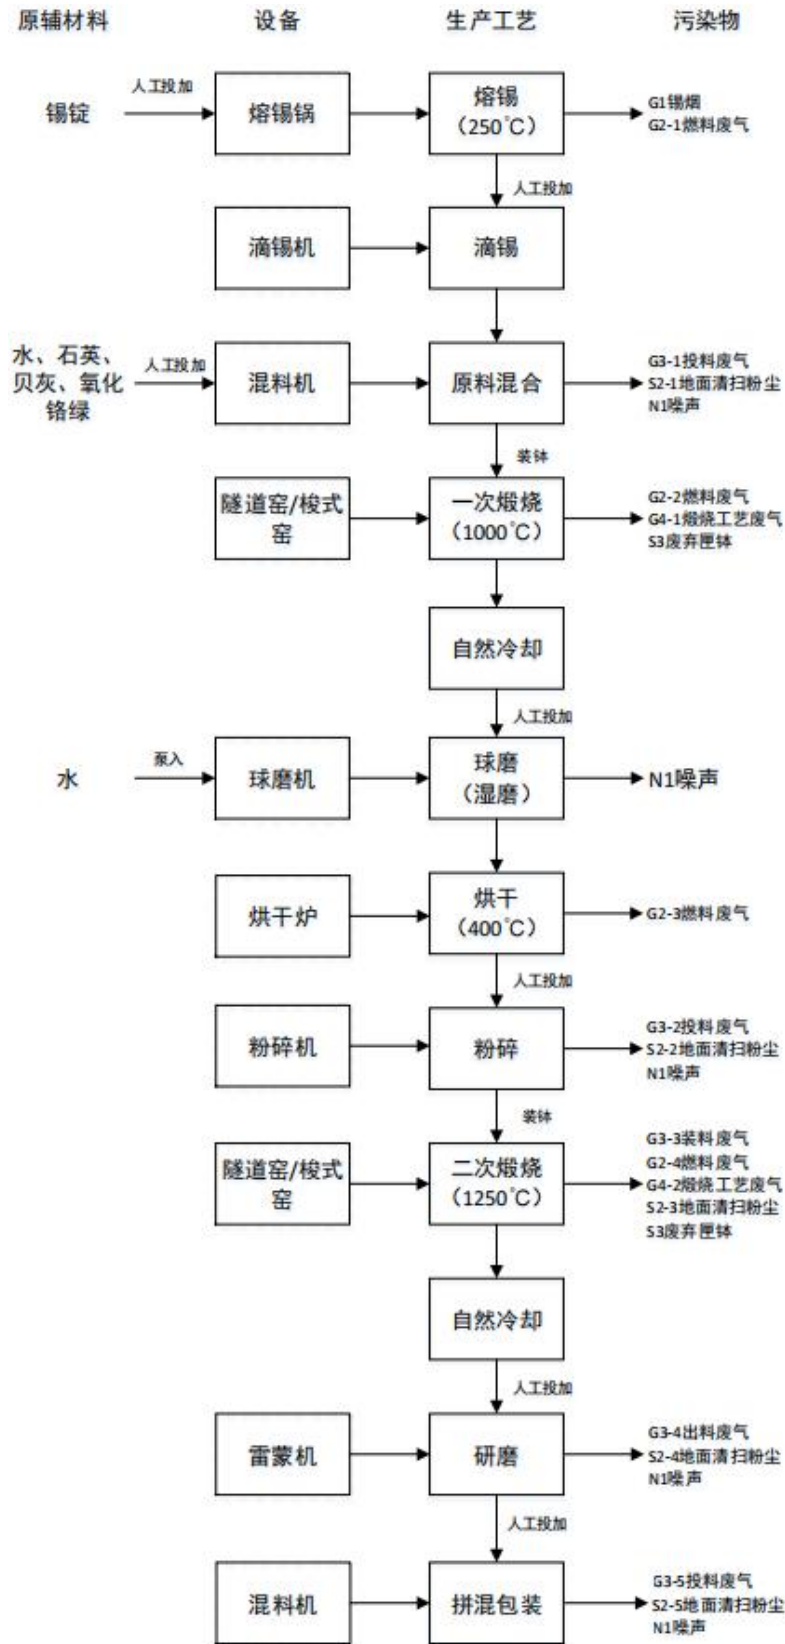 原辅材料 设备 生产工艺 污染物
锡锭
人工投加
熔锡锅
熔锡
（250℃）
G1锡烟
G2-1燃料废气
人工投加
滴锡机
滴锡
水、石英、
贝灰、氧化
铬绿
人工投加
混料机
原料混合
G3-1投料废气
S2-1地面清扫粉尘
N1噪声
装钵
隧道窑/梭式
窑
一次煅烧
（1000℃）
G2-2燃料废气
G4-1煅烧工艺废气
S3废弃匣钵
自然冷却
人工投加
水
泵入
球磨机
球磨
（湿磨）
N1噪声
烘干炉
烘干
（400℃）
G2-3燃料废气
人工投加
粉碎机
粉碎
G3-2投料废气
S2-2地面清扫粉尘
N1噪声
装钵
隧道窑/梭式
窑
二次煅烧
（1250℃）
G3-3装料废气
G2-4燃料废气
G4-2煅烧工艺废气
S2-3地面清扫粉尘
S3废弃匣钵
自然冷却
人工投加
雷蒙机
研磨
G3-4出料废气
S2-4地面清扫粉尘
N1噪声
人工投加
混料机
拼混包装
G3-5投料废气
S2-5地面清扫粉尘
N1噪声